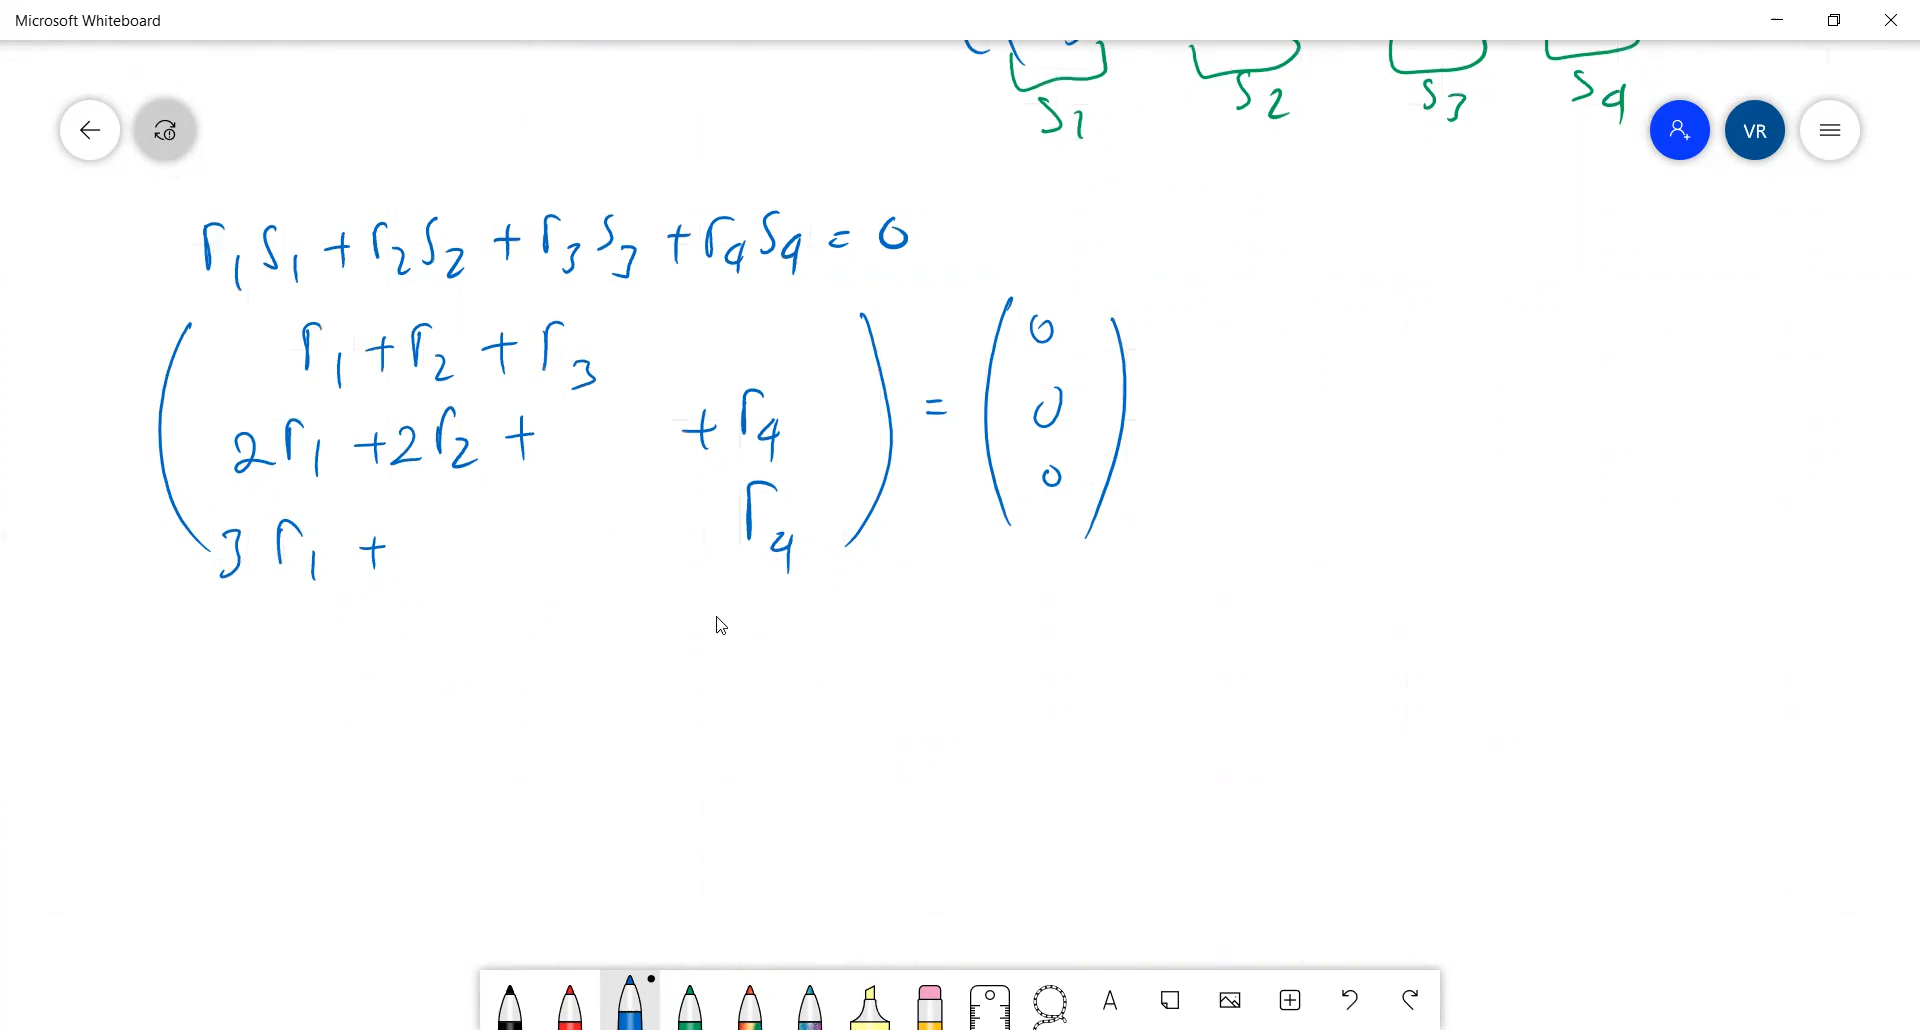 Microsoft Whiteboard
S1 S2 S3 S4
VR
r1 s1 + r2 s2 + r3 s3 + r4 s4 = 0
r1 + r2 + r3
2r1 + 2r2 + + r4
3r1 + r4
=
0
0
0
A